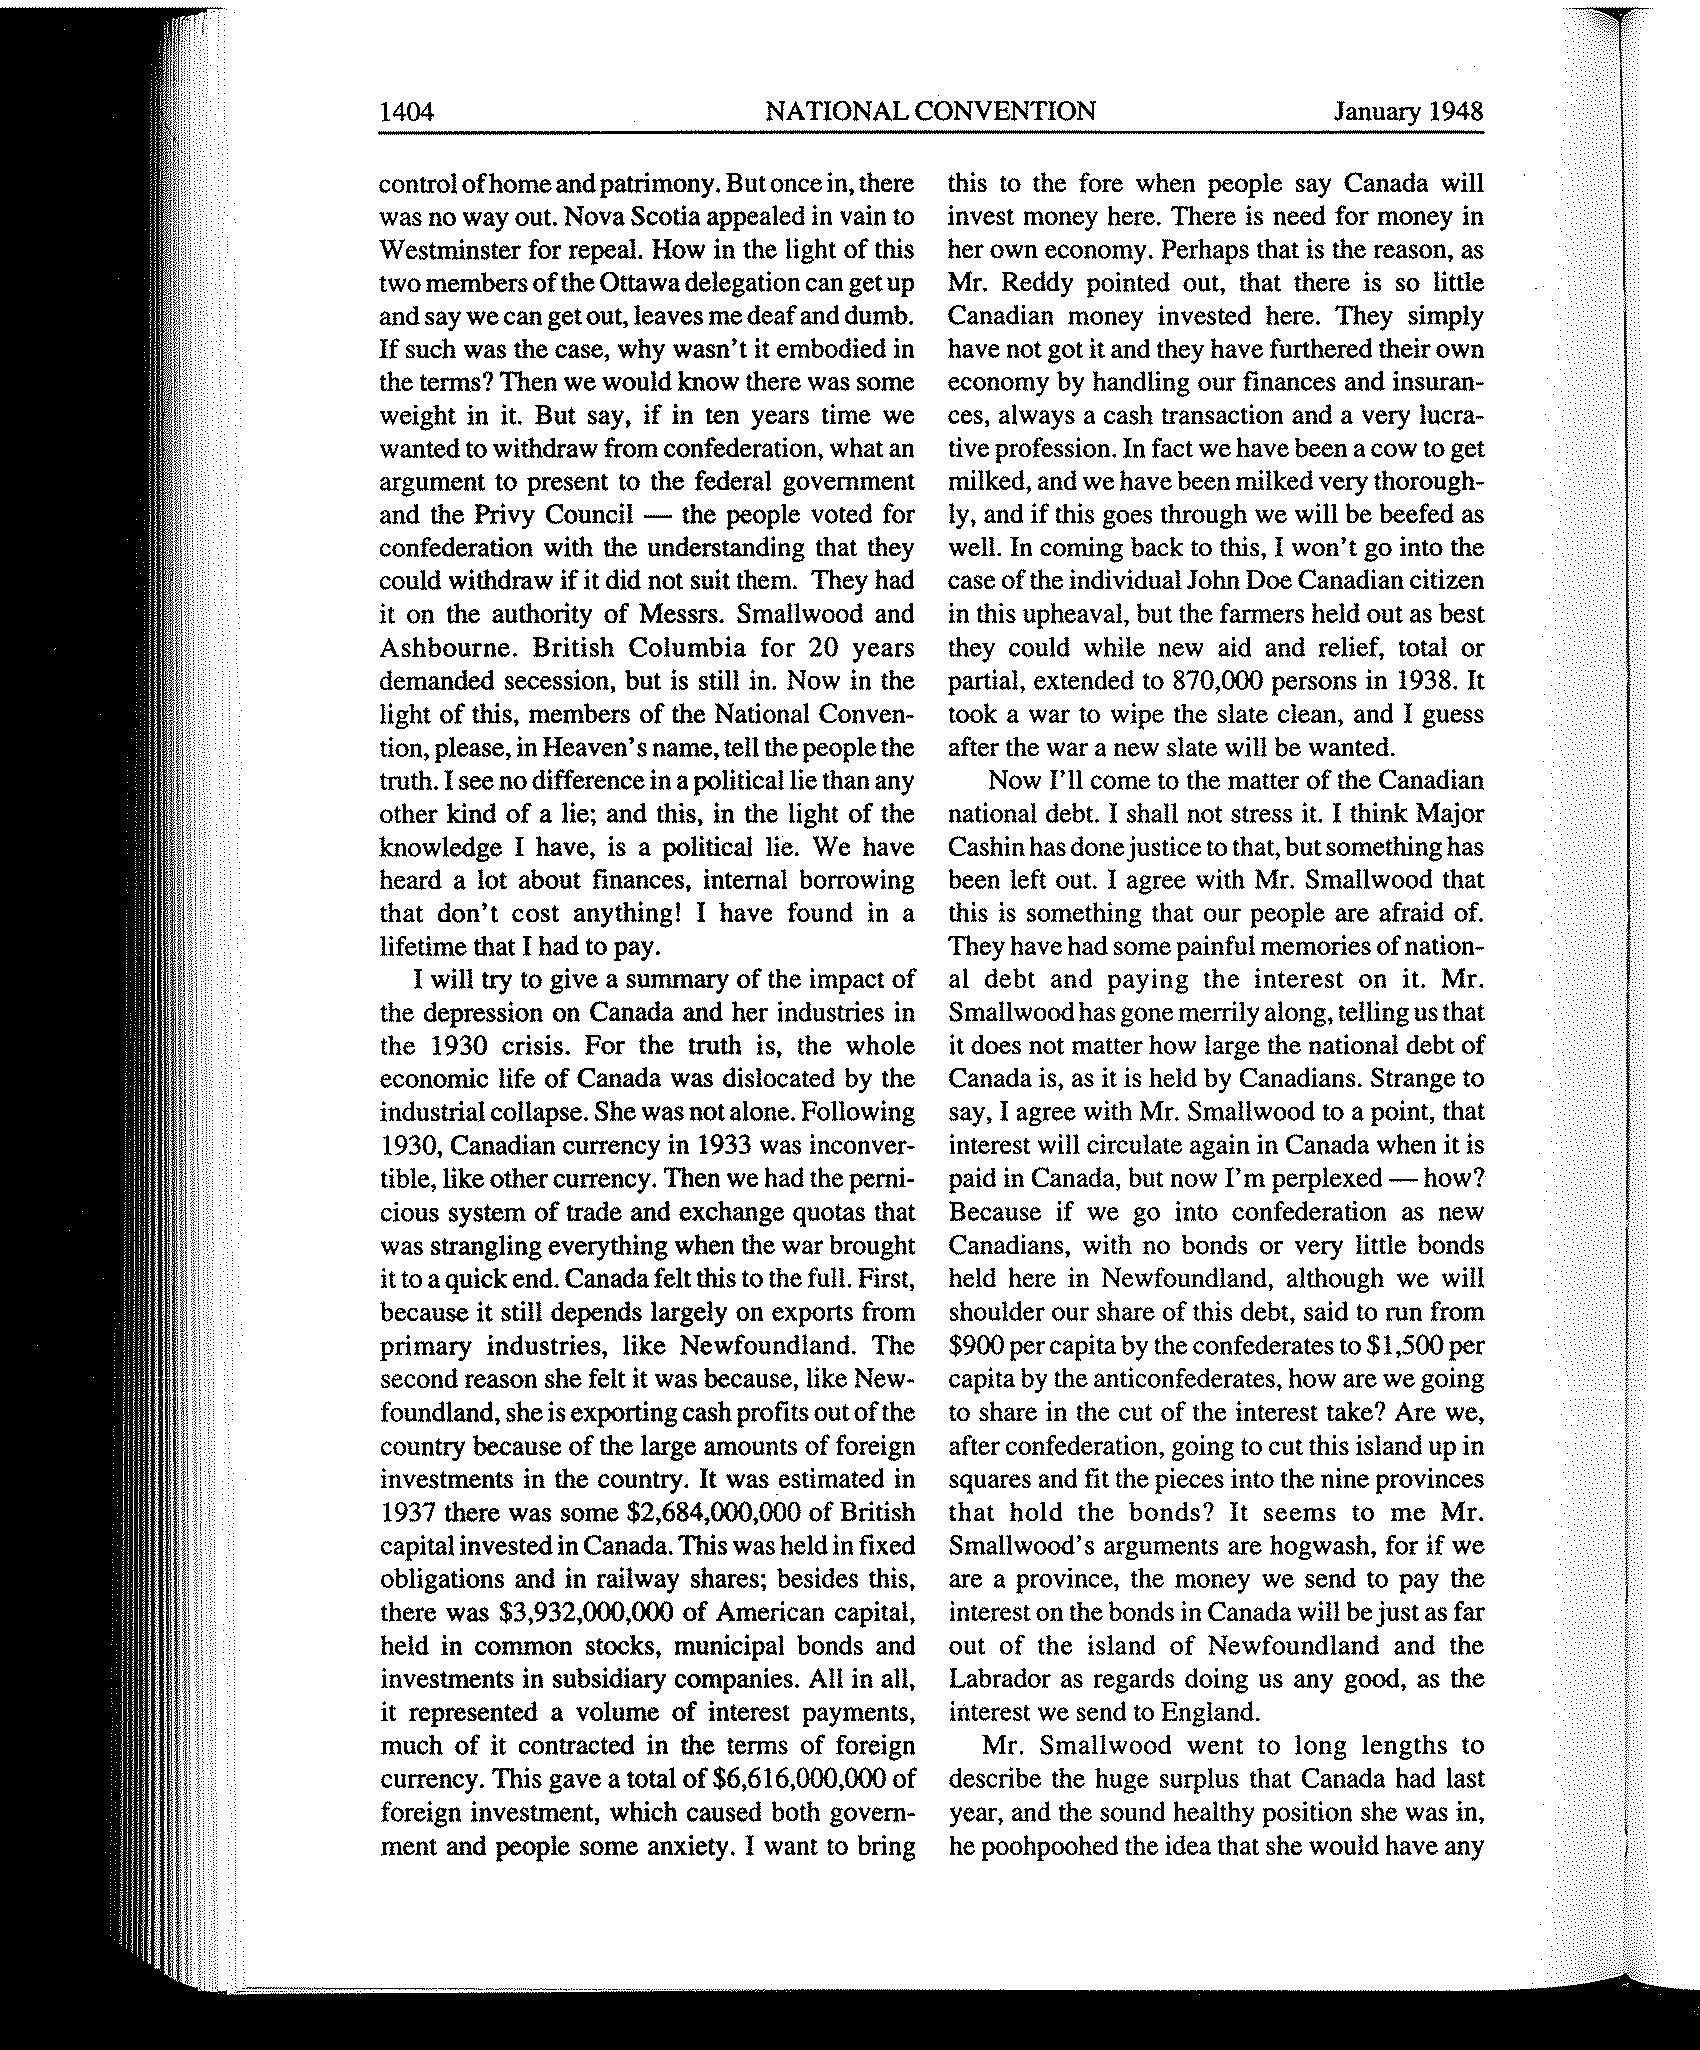 1404 NATIONAL CONVENTION January 1948
control of home and patrimony. But once in, there
was no way out. Nova Scotia appealed in vain to
Westminster for repeal. How in the light of this
two members of the Ottawa delegation can get up
and say we can get out, leaves me deaf and dumb.
If such was the case, why wasn't it embodied in
the terms? Then we would know there was some
weight in it. But say, if in ten years time we
wanted to withdraw from confederation, what an
argument to present to the federal government
and the Privy Council — the people voted for
confederation with the understanding that they
could withdraw if it did not suit them. They had
it on the authority of Messrs. Smallwood and
Ashbourne. British Columbia for 20 years
demanded secession, but is still in. Now in the
light of this, members of the National Conven-
tion, please, in Heaven's name, tell the people the
truth. I see no difference in a political lie than any
other kind of a lie; and this, in the light of the
knowledge I have, is a political lie. We have
heard a lot about finances, internal borrowing
that don't cost anything! I have found in a
lifetime that I had to pay.
I will try to give a summary of the impact of
the depression on Canada and her industries in
the 1930 crisis. For the truth is, the whole
economic life of Canada was dislocated by the
industrial collapse. She was not alone. Following
1930, Canadian currency in 1933 was inconver-
tible, like other currency. Then we had the perni-
cious system of trade and exchange quotas that
was strangling everything when the war brought
it to a quick end. Canada felt this to the full. First,
because it still depends largely on exports from
primary industries, like Newfoundland. The
second reason she felt it was because, like New-
foundland, she is exporting cash profits out of the
country because of the large amounts of foreign
investments in the country. It was estimated in
1937 there was some $2,684,000,000 of British
capital invested in Canada. This was held in fixed
obligations and in railway shares; besides this,
there was $3,932,000,000 of American capital,
held in common stocks, municipal bonds and
investments in subsidiary companies. All in all,
it represented a volume of interest payments,
much of it contracted in the terms of foreign
currency. This gave a total of $6,616,000,000 of
foreign investment, which caused both govern-
ment and people some anxiety. I want to bring
this to the fore when people say Canada will
invest money here. There is need for money in
her own economy. Perhaps that is the reason, as
Mr. Reddy pointed out, that there is so little
Canadian money invested here. They simply
have not got it and they have furthered their own
economy by handling our finances and insuran-
ces, always a cash transaction and a very lucra-
tive profession. In fact we have been a cow to get
milked, and we have been milked very thorough-
ly, and if this goes through we will be beefed as
well. In coming back to this, I won't go into the
case of the individual John Doe Canadian citizen
in this upheaval, but the farmers held out as best
they could while new aid and relief, total or
partial, extended to 870,000 persons in 1938. It
took a war to wipe the slate clean, and I guess
after the war a new slate will be wanted.
Now I'll come to the matter of the Canadian
national debt. I shall not stress it. I think Major
Cashin has done justice to that, but something has
been left out. I agree with Mr. Smallwood that
this is something that our people are afraid of.
They have had some painful memories of nation-
al debt and paying the interest on it. Mr.
Smallwood has gone merrily along, telling us that
it does not matter how large the national debt of
Canada is, as it is held by Canadians. Strange to
say, I agree with Mr. Smallwood to a point, that
interest will circulate again in Canada when it is
paid in Canada, but now I'm perplexed — how?
Because if we go into confederation as new
Canadians, with no bonds or very little bonds
held here in Newfoundland, although we will
shoulder our share of this debt, said to run from
$900 per capita by the confederates to $1,500 per
capita by the anticonfederates, how are we going
to share in the cut of the interest take? Are we,
after confederation, going to cut this island up in
squares and fit the pieces into the nine provinces
that hold the bonds? It seems to me Mr.
Smallwood's arguments are hogwash, for if we
are a province, the money we send to pay the
interest on the bonds in Canada will be just as far
out of the island of Newfoundland and the
Labrador as regards doing us any good, as the
interest we send to England.
Mr. Smallwood went to long lengths to
describe the huge surplus that Canada had last
year, and the sound healthy position she was in,
he poohpoohed the idea that she would have any